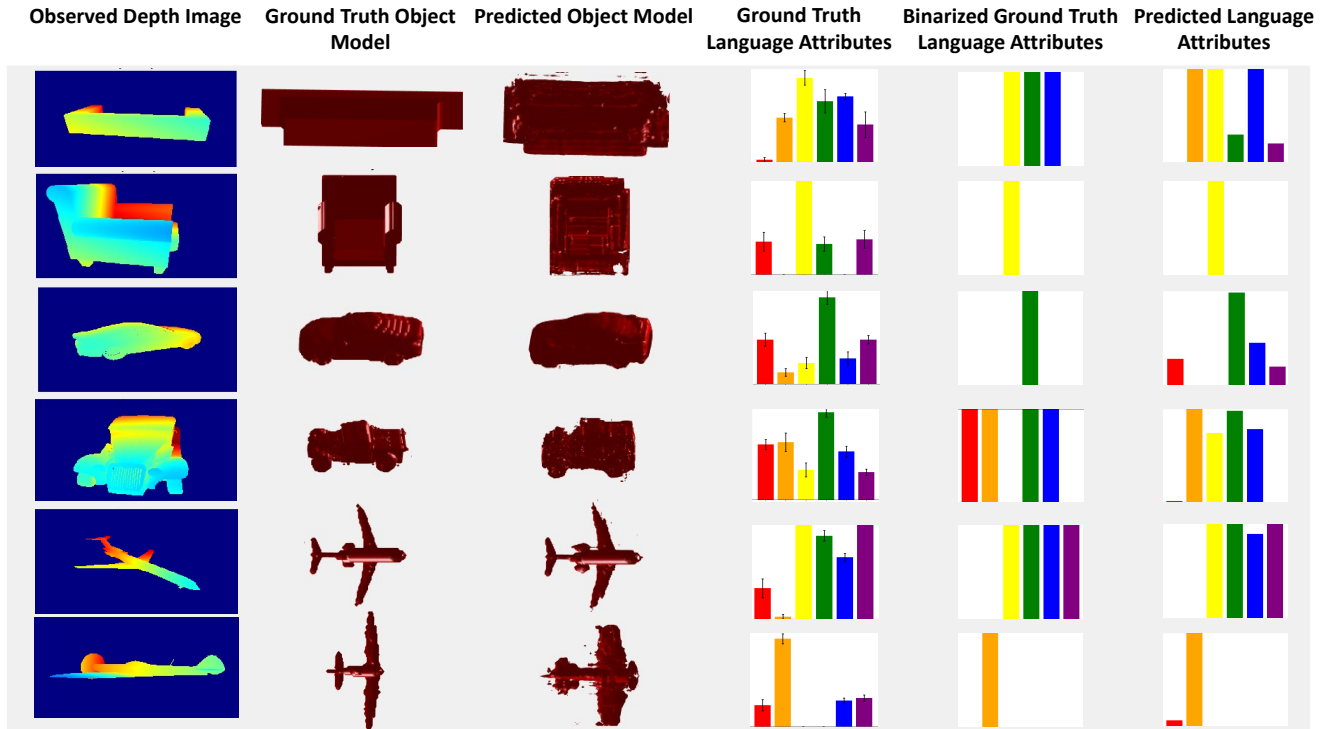 Observed Depth Image
Ground Truth Object
Model
Predicted Object Model
Ground Truth
Language Attributes
Binarized Ground Truth
Language Attributes
Predicted Language
Attributes